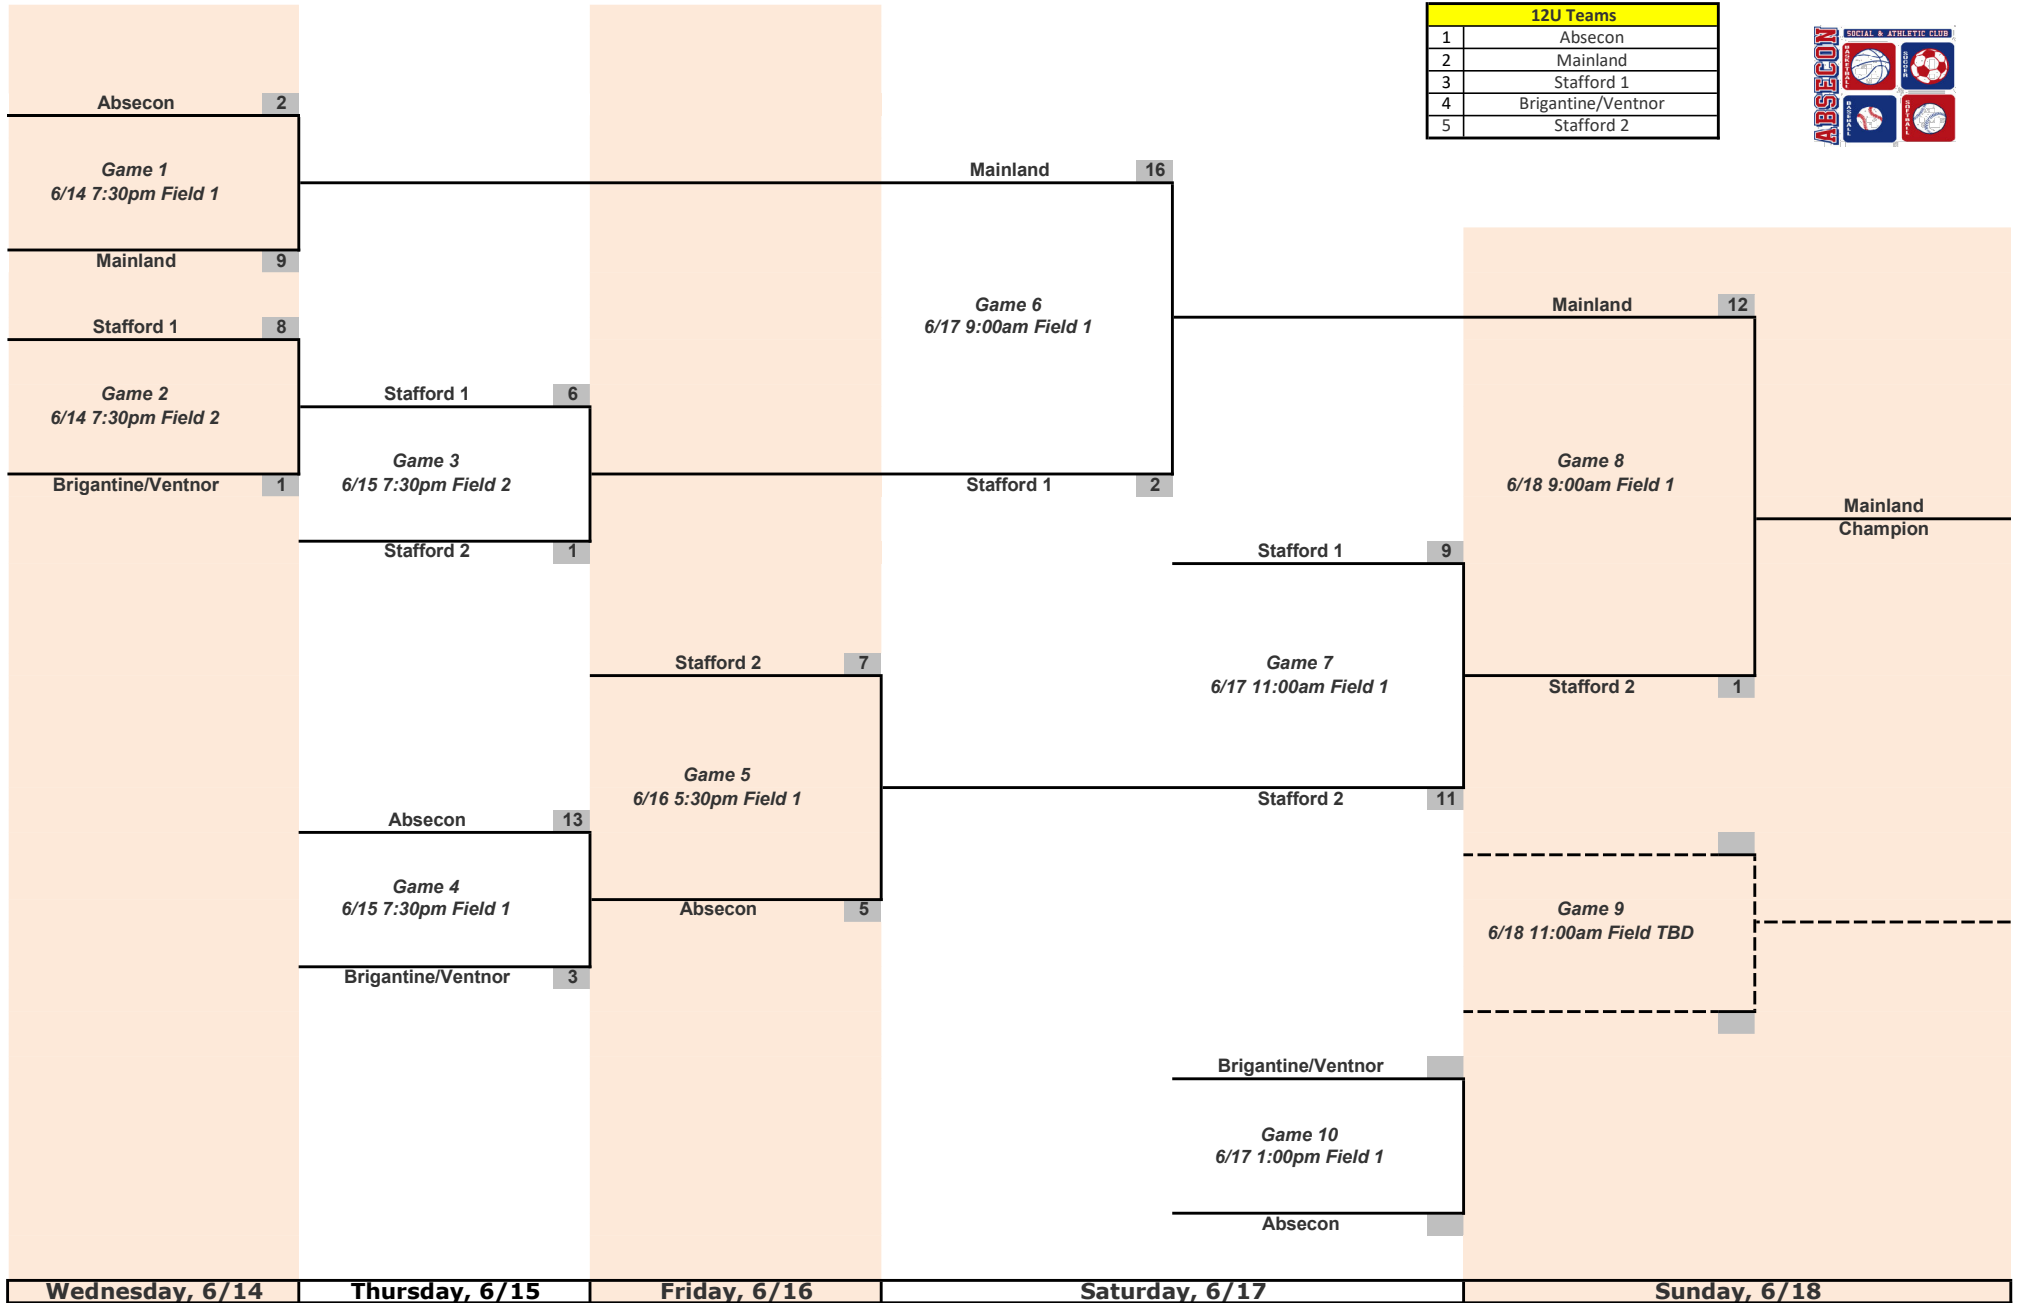 12U Teams
1 Absecon
2 Mainland
3 Stafford 1
4 Brigantine/Ventnor
5 Stafford 2
ABSECON
SOCIAL & ATHLETIC CLUB
BASKETBALL
SOCCER
BASEBALL
SOFTBALL
Absecon 2
Game 1
6/14 7:30pm Field 1
Mainland 9
Stafford 1 8
Game 2
6/14 7:30pm Field 2
Brigantine/Ventnor 1
Stafford 1 6
Game 3
6/15 7:30pm Field 2
Stafford 2 1
Absecon 13
Game 4
6/15 7:30pm Field 1
Brigantine/Ventnor 3
Stafford 2 7
Game 5
6/16 5:30pm Field 1
Absecon 5
Mainland 16
Game 6
6/17 9:00am Field 1
Stafford 1 2
Stafford 1 9
Game 7
6/17 11:00am Field 1
Stafford 2 11
Brigantine/Ventnor
Game 10
6/17 1:00pm Field 1
Absecon
Mainland 12
Game 8
6/18 9:00am Field 1
Stafford 2 1
Mainland
Champion
Game 9
6/18 11:00am Field TBD
Wednesday, 6/14 Thursday, 6/15 Friday, 6/16 Saturday, 6/17 Sunday, 6/18